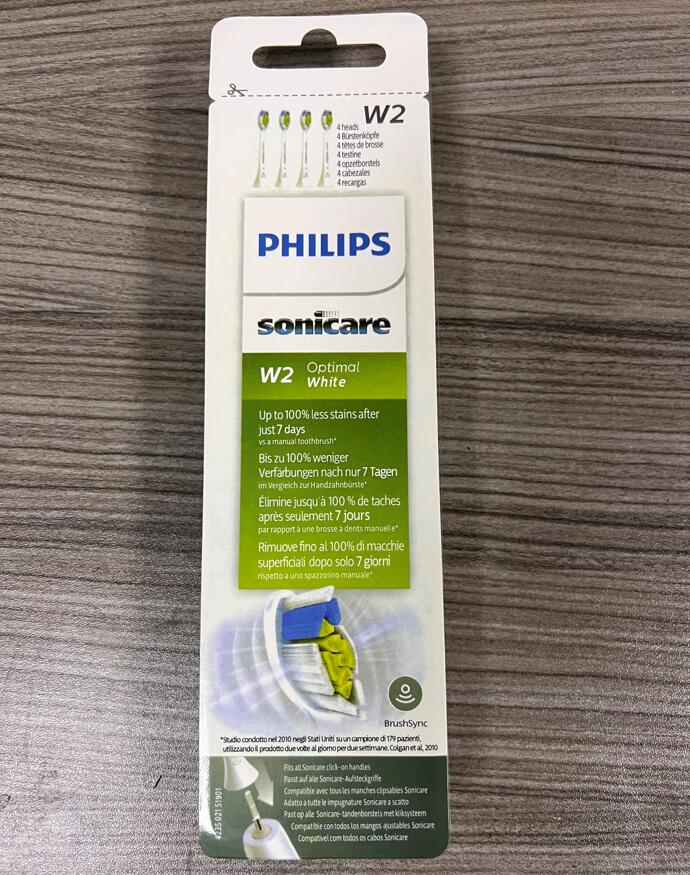 W2
4 heads
4 Bürstenköpfe
4 têtes de brosse
4 testine
4 opzetborstels
4 cabezales
4 recargas
PHILIPS
sonicare
W2 Optimal
White
Up to 100% less stains after
just 7 days
vs a manual toothbrush*
Bis zu 100% weniger
Verfärbungen nach nur 7 Tagen
im Vergleich zur Handzahnbürste*
Élimine jusqu'à 100 % de taches
après seulement 7 jours
par rapport à une brosse à dents manuelle*
Rimuove fino al 100% di macchie
superficiali dopo solo 7 giorni
rispetto a uno spazzolino manuale*
BrushSync
*Studio condotto nel 2010 negli Stati Uniti su un campione di 179 pazienti,
utilizzando il prodotto due volte al giorno per due settimane. Colgan et al, 2010
Fits all Sonicare click-on handles
Passt auf alle Sonicare-Aufsteckgriffe
Compatible avec tous les manches clipsables Sonicare
Adatto a tutte le impugnature Sonicare a scatto
Past op alle Sonicare-tandenborstels met kliksysteem
Compatible con todos los mangos ajustables Sonicare
Compatível com todos os cabos Sonicare
4235 021 51901